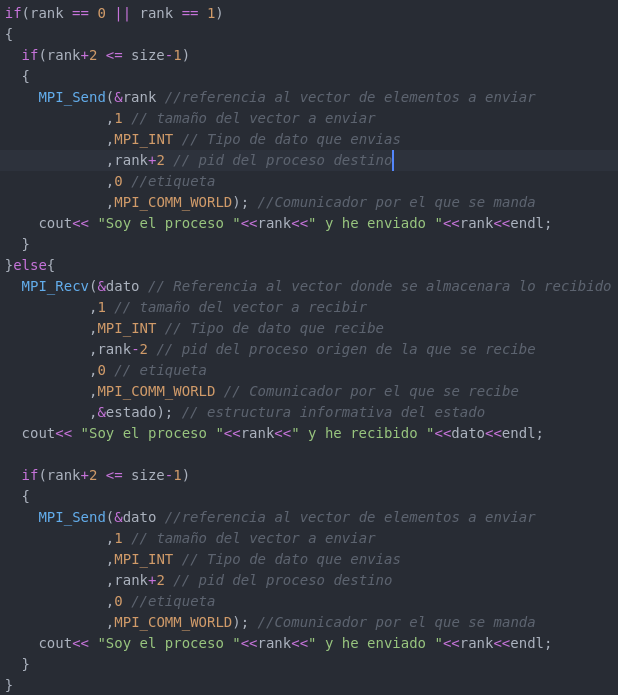 if(rank == 0 || rank == 1)
{
  if(rank+2 <= size-1)
  {
    MPI_Send(&rank //referencia al vector de elementos a enviar
            ,1 // tamaño del vector a enviar
            ,MPI_INT // Tipo de dato que envias
            ,rank+2 // pid del proceso destino
            ,0 //etiqueta
            ,MPI_COMM_WORLD); //Comunicador por el que se manda
    cout<< "Soy el proceso "<<rank<<" y he enviado "<<rank<<endl;
  }
}else{
  MPI_Recv(&dato // Referencia al vector donde se almacenara lo recibido
          ,1 // tamaño del vector a recibir
          ,MPI_INT // Tipo de dato que recibe
          ,rank-2 // pid del proceso origen de la que se recibe
          ,0 // etiqueta
          ,MPI_COMM_WORLD // Comunicador por el que se recibe
          ,&estado); // estructura informativa del estado
  cout<< "Soy el proceso "<<rank<<" y he recibido "<<dato<<endl;

  if(rank+2 <= size-1)
  {
    MPI_Send(&dato //referencia al vector de elementos a enviar
            ,1 // tamaño del vector a enviar
            ,MPI_INT // Tipo de dato que envias
            ,rank+2 // pid del proceso destino
            ,0 //etiqueta
            ,MPI_COMM_WORLD); //Comunicador por el que se manda
    cout<< "Soy el proceso "<<rank<<" y he enviado "<<rank<<endl;
  }
}